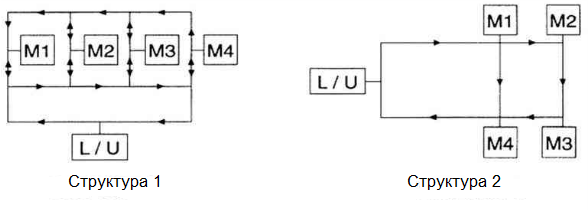 M1 M2
M1 M2 M3 M4
L / U
L / U
M4 M3
Структура 1
Структура 2